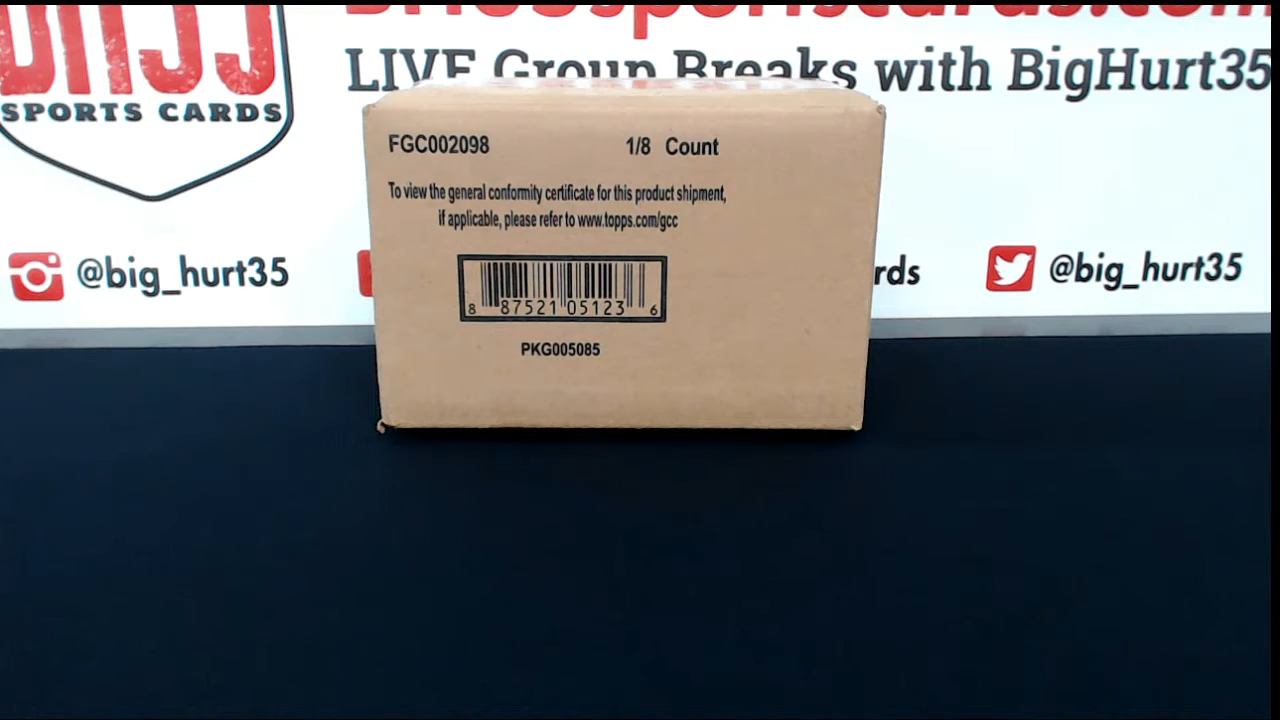 SPORTS CARDS
LIVE Group Breaks with BigHurt35
FGC002098 1/8 Count
To view the general conformity certificate for this product shipment,
if applicable, please refer to www.topps.com/gcc
@big_hurt35
@big_hurt35
8 87521 05123 6
PKG005085